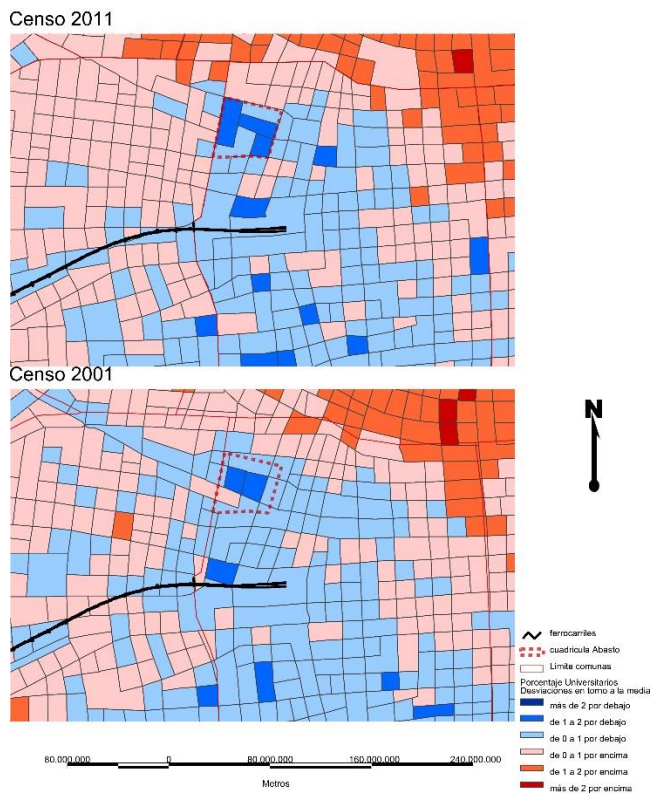 Censo 2011
Censo 2001
N
ferrocarriles
cuadricula Abasto
Limite comunas
Porcentaje Universitarios
Desviaciones en torno a la media
más de 2 por debajo
de 1 a 2 por debajo
de 0 a 1 por debajo
de 0 a 1 por encima
de 1 a 2 por encima
más de 2 por encima
80.000.000 0 80.000.000 160.000.000 240.000.000
Metros